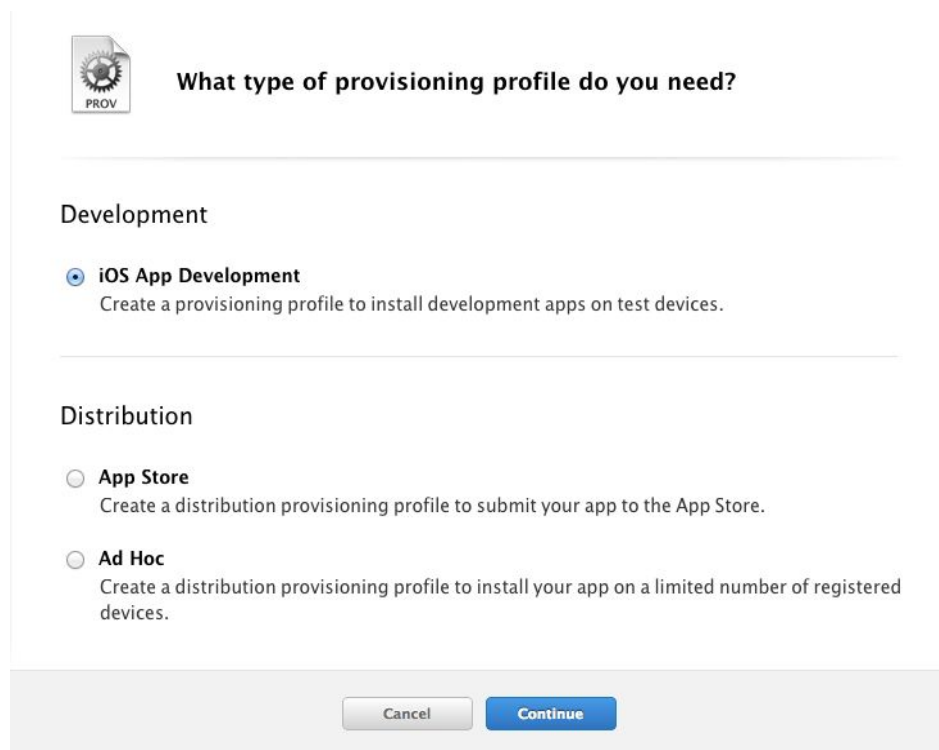 PROV
What type of provisioning profile do you need?
Development
iOS App Development
Create a provisioning profile to install development apps on test devices.
Distribution
App Store
Create a distribution provisioning profile to submit your app to the App Store.
Ad Hoc
Create a distribution provisioning profile to install your app on a limited number of registered
devices.
Cancel
Continue